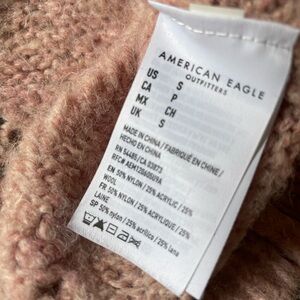 AMERICAN EAGLE
OUTFITTERS
US S
CA P
MX CH
UK S
MADE IN CHINA / FABRIQUÉ EN CHINE /
HECHO EN CHINA
RFC# AEM1206060U9A
EN 50% NYLON / 25% ACRYLIC / 25%
WOOL
FR 50% NYLON / 25% ACRYLIQUE / 25%
LAINE
SP 50% nylon / 25% acrílico / 25% lana